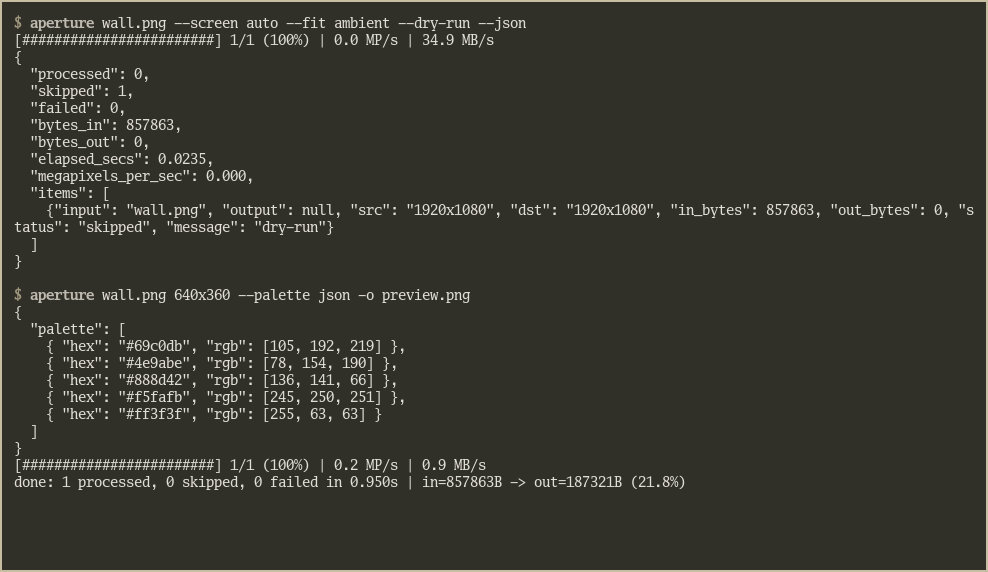 $ aperture wall.png --screen auto --fit ambient --dry-run --json
[########################] 1/1 (100%) | 0.0 MP/s | 34.9 MB/s
{
  "processed": 0,
  "skipped": 1,
  "failed": 0,
  "bytes_in": 857863,
  "bytes_out": 0,
  "elapsed_secs": 0.0235,
  "megapixels_per_sec": 0.000,
  "items": [
    {"input": "wall.png", "output": null, "src": "1920x1080", "dst": "1920x1080", "in_bytes": 857863, "out_bytes": 0, "s
tatus": "skipped", "message": "dry-run"}
  ]
}

$ aperture wall.png 640x360 --palette json -o preview.png
{
  "palette": [
    { "hex": "#69c0db", "rgb": [105, 192, 219] },
    { "hex": "#4e9abe", "rgb": [78, 154, 190] },
    { "hex": "#888d42", "rgb": [136, 141, 66] },
    { "hex": "#f5fafb", "rgb": [245, 250, 251] },
    { "hex": "#ff3f3f", "rgb": [255, 63, 63] }
  ]
}
[########################] 1/1 (100%) | 0.2 MP/s | 0.9 MB/s
done: 1 processed, 0 skipped, 0 failed in 0.950s | in=857863B -> out=187321B (21.8%)